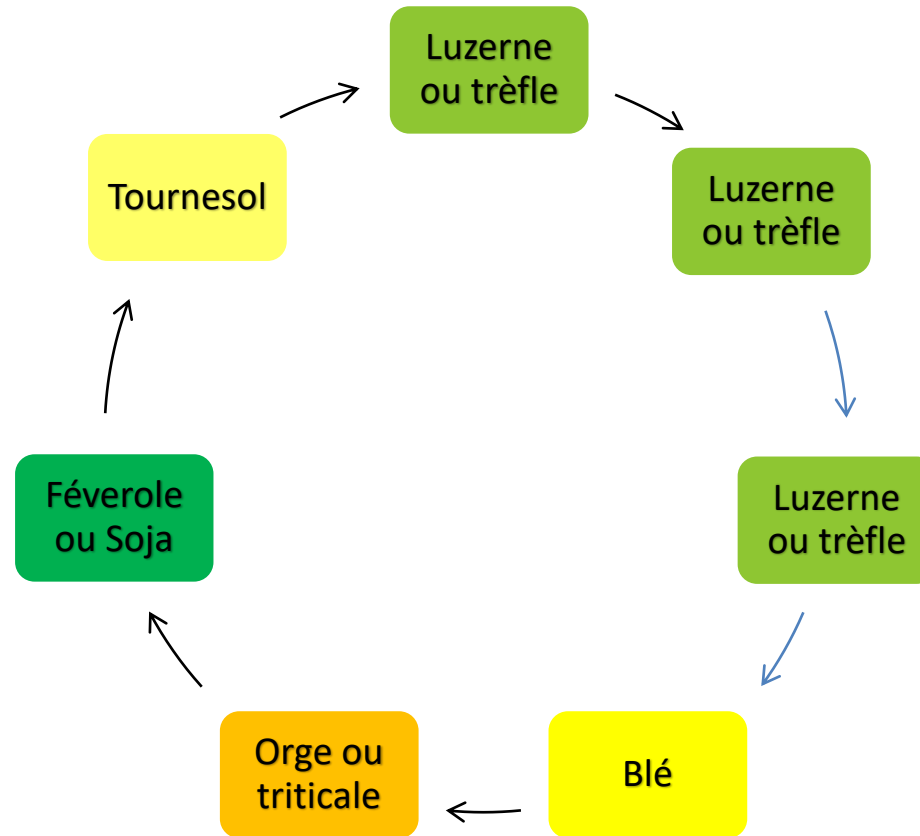 Luzerne
ou trèfle
Luzerne
ou trèfle
Luzerne
ou trèfle
Blé
Orge ou
triticale
Féverole
ou Soja
Tournesol